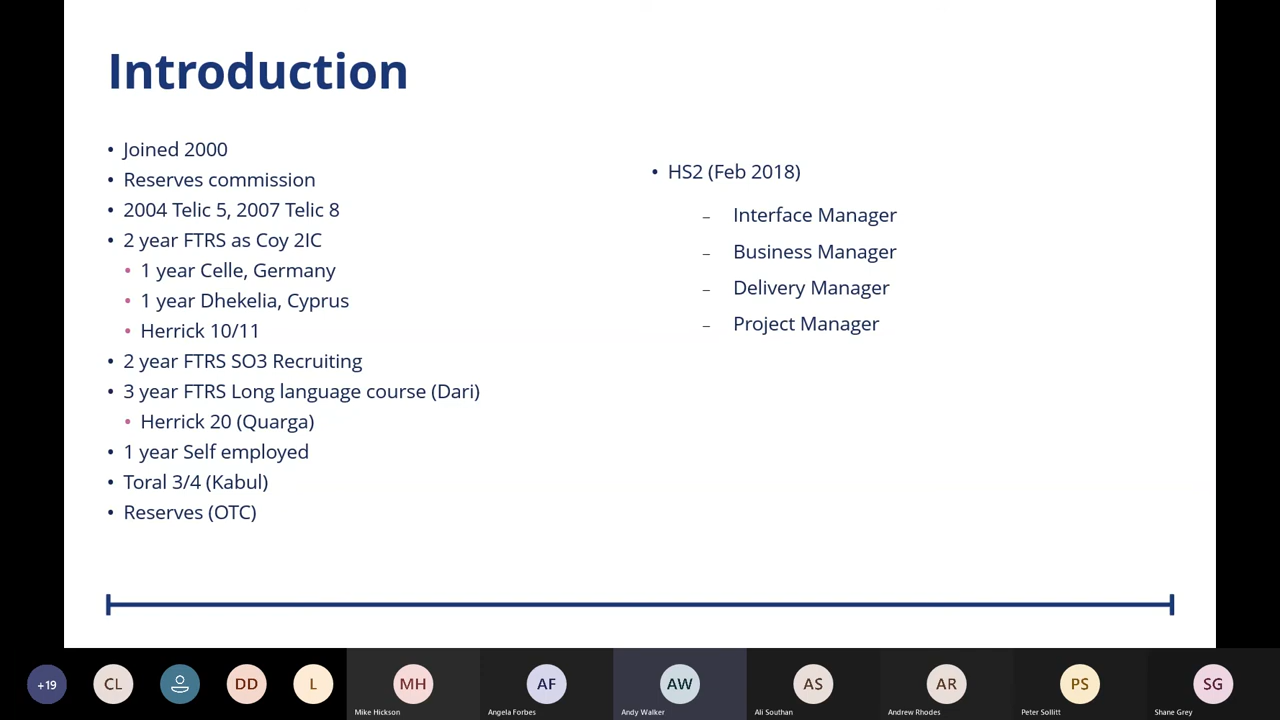 Introduction
• Joined 2000
• Reserves commission
• 2004 Telic 5, 2007 Telic 8
• 2 year FTRS as Coy 2IC
• 1 year Celle, Germany
• 1 year Dhekelia, Cyprus
• Herrick 10/11
• 2 year FTRS SO3 Recruiting
• 3 year FTRS Long language course (Dari)
• Herrick 20 (Quarga)
• 1 year Self employed
• Toral 3/4 (Kabul)
• Reserves (OTC)
• HS2 (Feb 2018)
– Interface Manager
– Business Manager
– Delivery Manager
– Project Manager
+19
CL
DD
L
MH
Mike Hickson
AF
Angela Forbes
AW
Andy Walker
AS
Ali Southan
AR
Andrew Rhodes
PS
Peter Sollitt
SG
Shane Grey